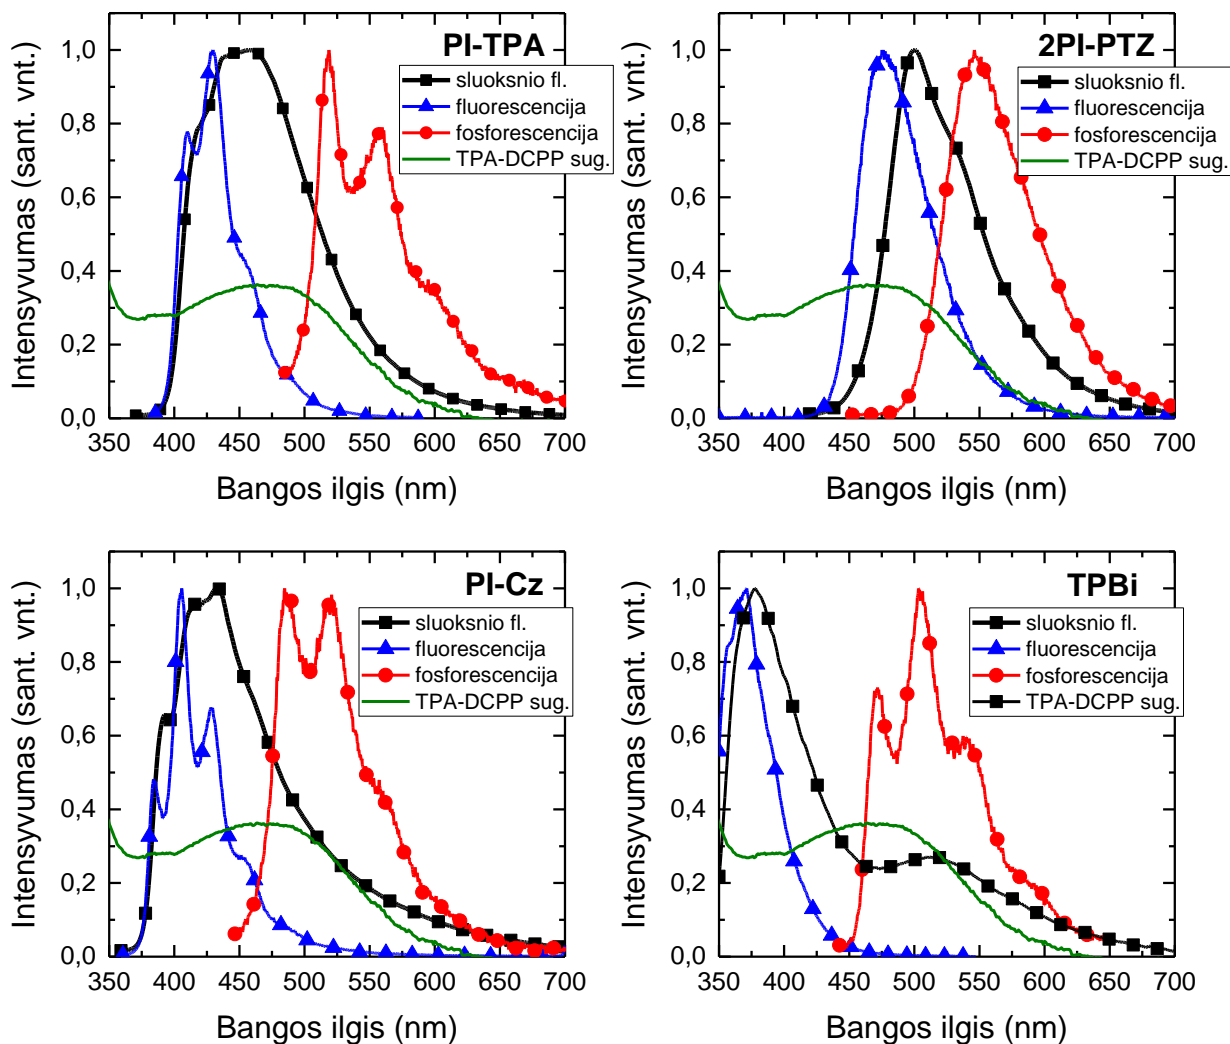 PI-TPA
sluoksnio fl.
fluorescencija
fosforescencija
TPA-DCPP sug.
Intensyvumas (sant. vnt.)
1,0
0,8
0,6
0,4
0,2
0,0
350 400 450 500 550 600 650 700
Bangos ilgis (nm)
2PI-PTZ
sluoksnio fl.
fluorescencija
fosforescencija
TPA-DCPP sug.
Intensyvumas (sant. vnt.)
1,0
0,8
0,6
0,4
0,2
0,0
350 400 450 500 550 600 650 700
Bangos ilgis (nm)
PI-Cz
sluoksnio fl.
fluorescencija
fosforescencija
TPA-DCPP sug.
Intensyvumas (sant. vnt.)
1,0
0,8
0,6
0,4
0,2
0,0
350 400 450 500 550 600 650 700
Bangos ilgis (nm)
TPBi
sluoksnio fl.
fluorescencija
fosforescencija
TPA-DCPP sug.
Intensyvumas (sant. vnt.)
1,0
0,8
0,6
0,4
0,2
0,0
350 400 450 500 550 600 650 700
Bangos ilgis (nm)